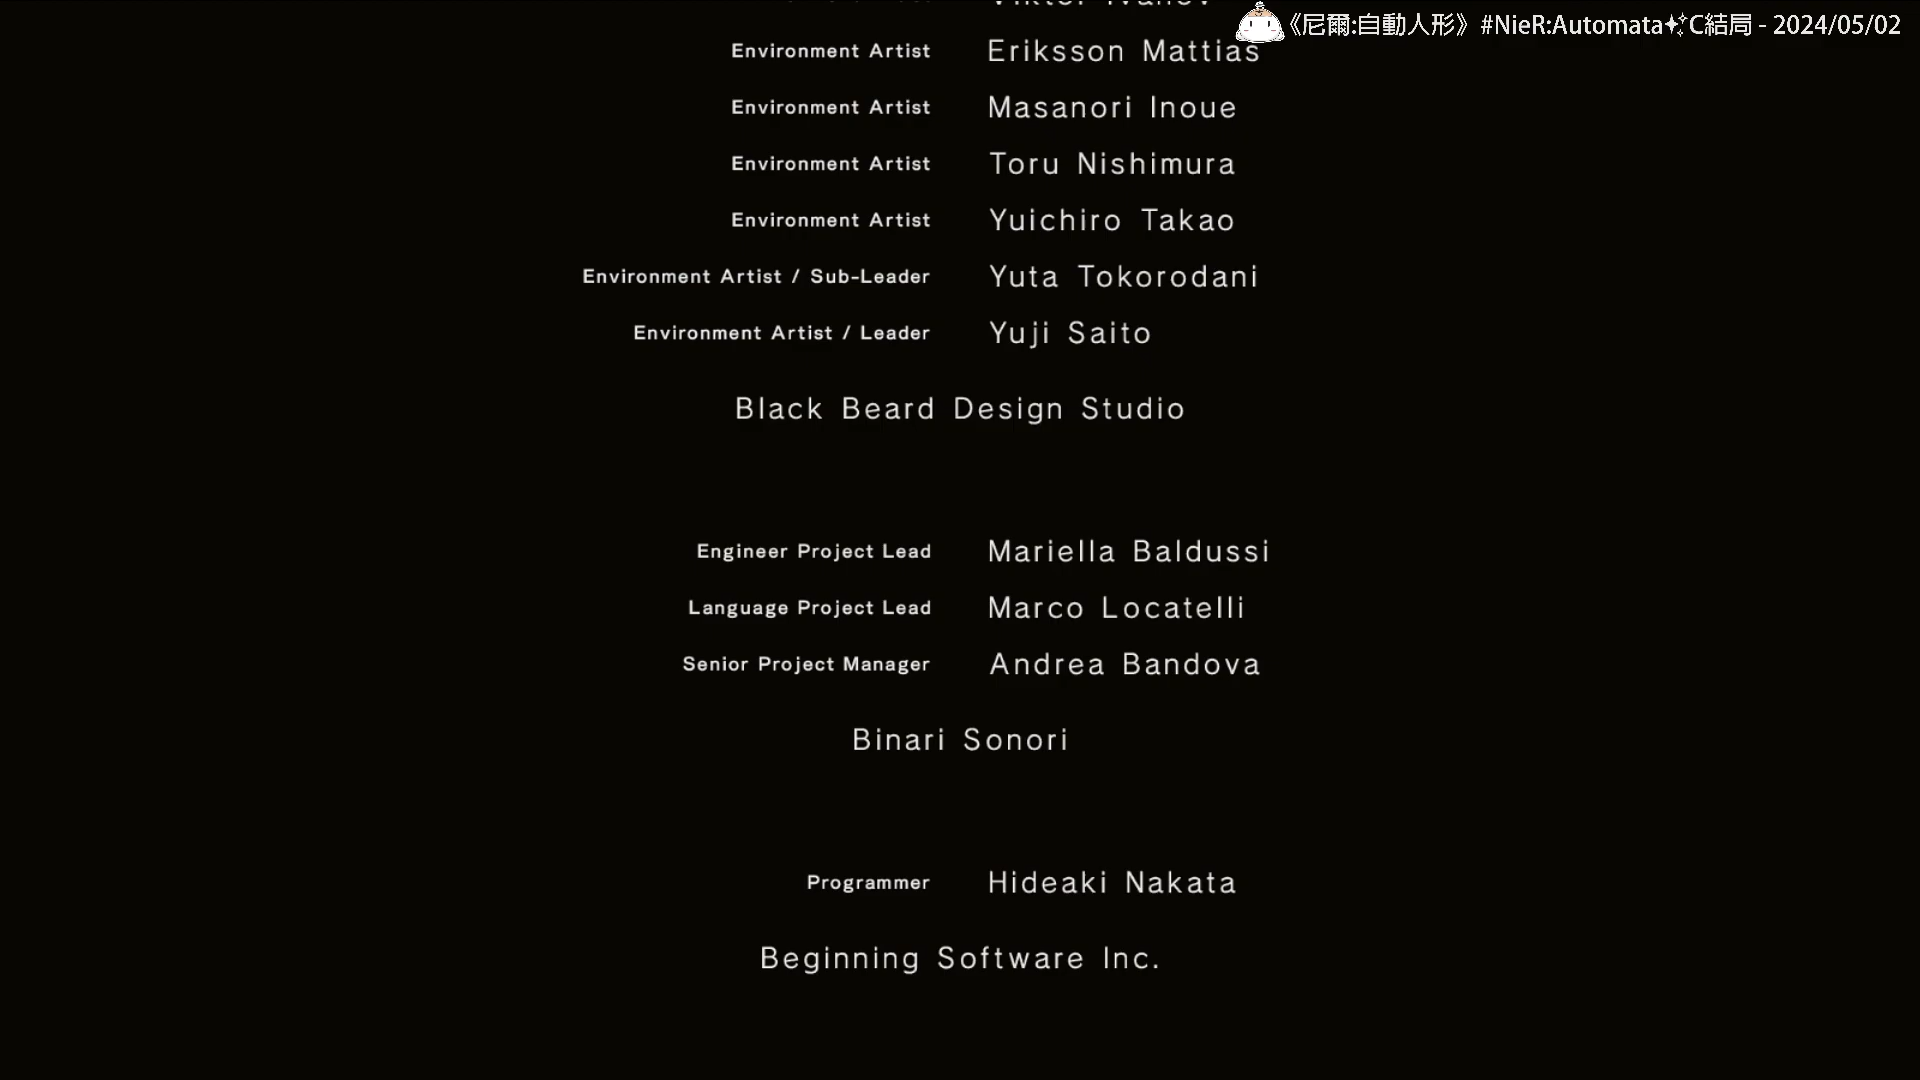 《尼爾:自動人形》#NieR:Automata✨C結局 - 2024/05/02
Environment Artist Eriksson Mattias
Environment Artist Masanori Inoue
Environment Artist Toru Nishimura
Environment Artist Yuichiro Takao
Environment Artist / Sub-Leader Yuta Tokorodani
Environment Artist / Leader Yuji Saito
Black Beard Design Studio
Engineer Project Lead Mariella Baldussi
Language Project Lead Marco Locatelli
Senior Project Manager Andrea Bandova
Binari Sonori
Programmer Hideaki Nakata
Beginning Software Inc.